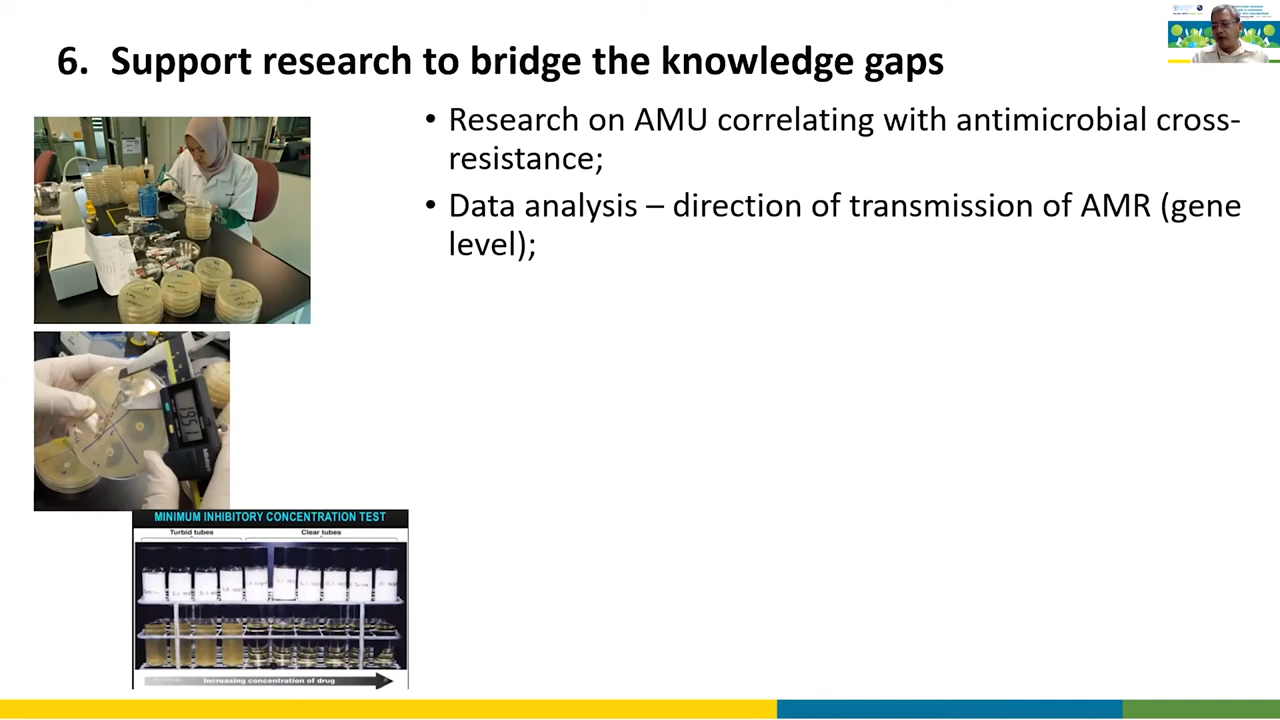 6. Support research to bridge the knowledge gaps
• Research on AMU correlating with antimicrobial cross-
resistance;
• Data analysis – direction of transmission of AMR (gene
level);
MINIMUM INHIBITORY CONCENTRATION TEST
Turbid tubes
Clear tubes
Increasing concentration of drug